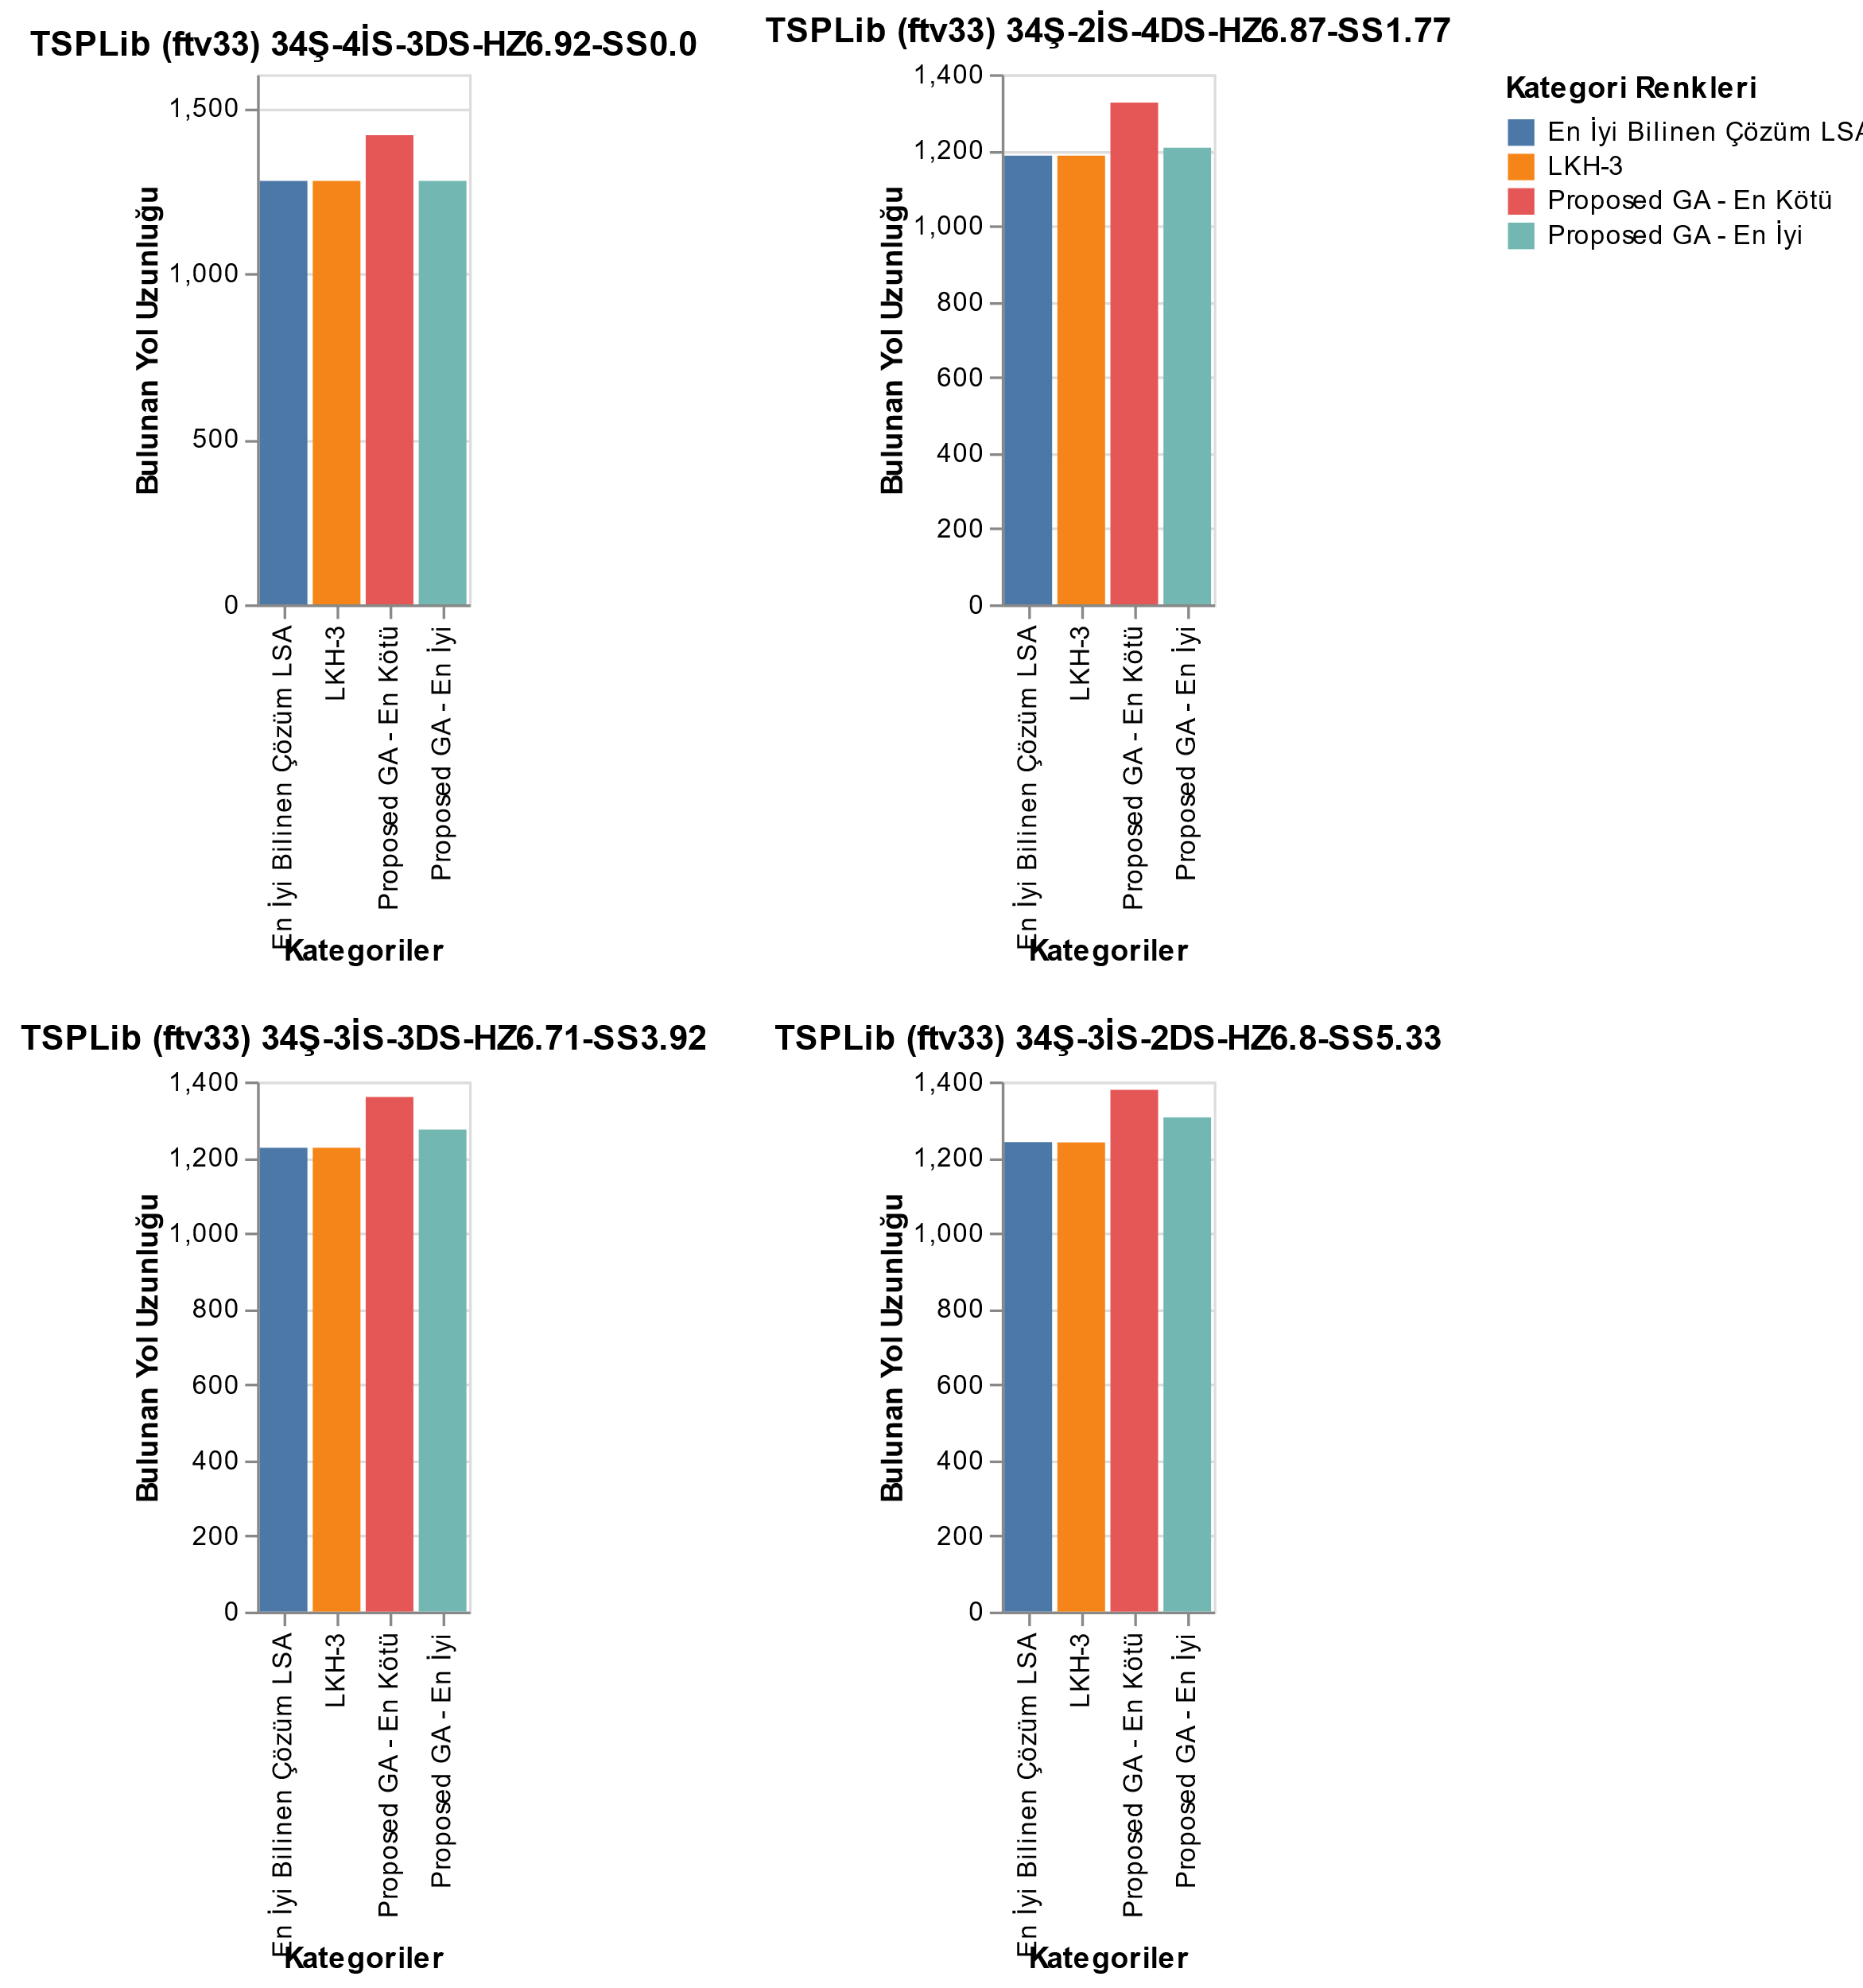 TSPLib (ftv33) 34Ş-4İS-3DS-HZ6.92-SS0.0
1,500
1,000
500
0
Bulunan Yol Uzunluğu
En İyi Bilinen Çözüm LSA
LKH-3
Proposed GA - En Kötü
Proposed GA - En İyi
Kategoriler
TSPLib (ftv33) 34Ş-2İS-4DS-HZ6.87-SS1.77
1,400
1,200
1,000
800
600
400
200
0
Bulunan Yol Uzunluğu
En İyi Bilinen Çözüm LSA
LKH-3
Proposed GA - En Kötü
Proposed GA - En İyi
Kategoriler
Kategori Renkleri
En İyi Bilinen Çözüm LSA
LKH-3
Proposed GA - En Kötü
Proposed GA - En İyi
TSPLib (ftv33) 34Ş-3İS-3DS-HZ6.71-SS3.92
1,400
1,200
1,000
800
600
400
200
0
Bulunan Yol Uzunluğu
En İyi Bilinen Çözüm LSA
LKH-3
Proposed GA - En Kötü
Proposed GA - En İyi
Kategoriler
TSPLib (ftv33) 34Ş-3İS-2DS-HZ6.8-SS5.33
1,400
1,200
1,000
800
600
400
200
0
Bulunan Yol Uzunluğu
En İyi Bilinen Çözüm LSA
LKH-3
Proposed GA - En Kötü
Proposed GA - En İyi
Kategoriler